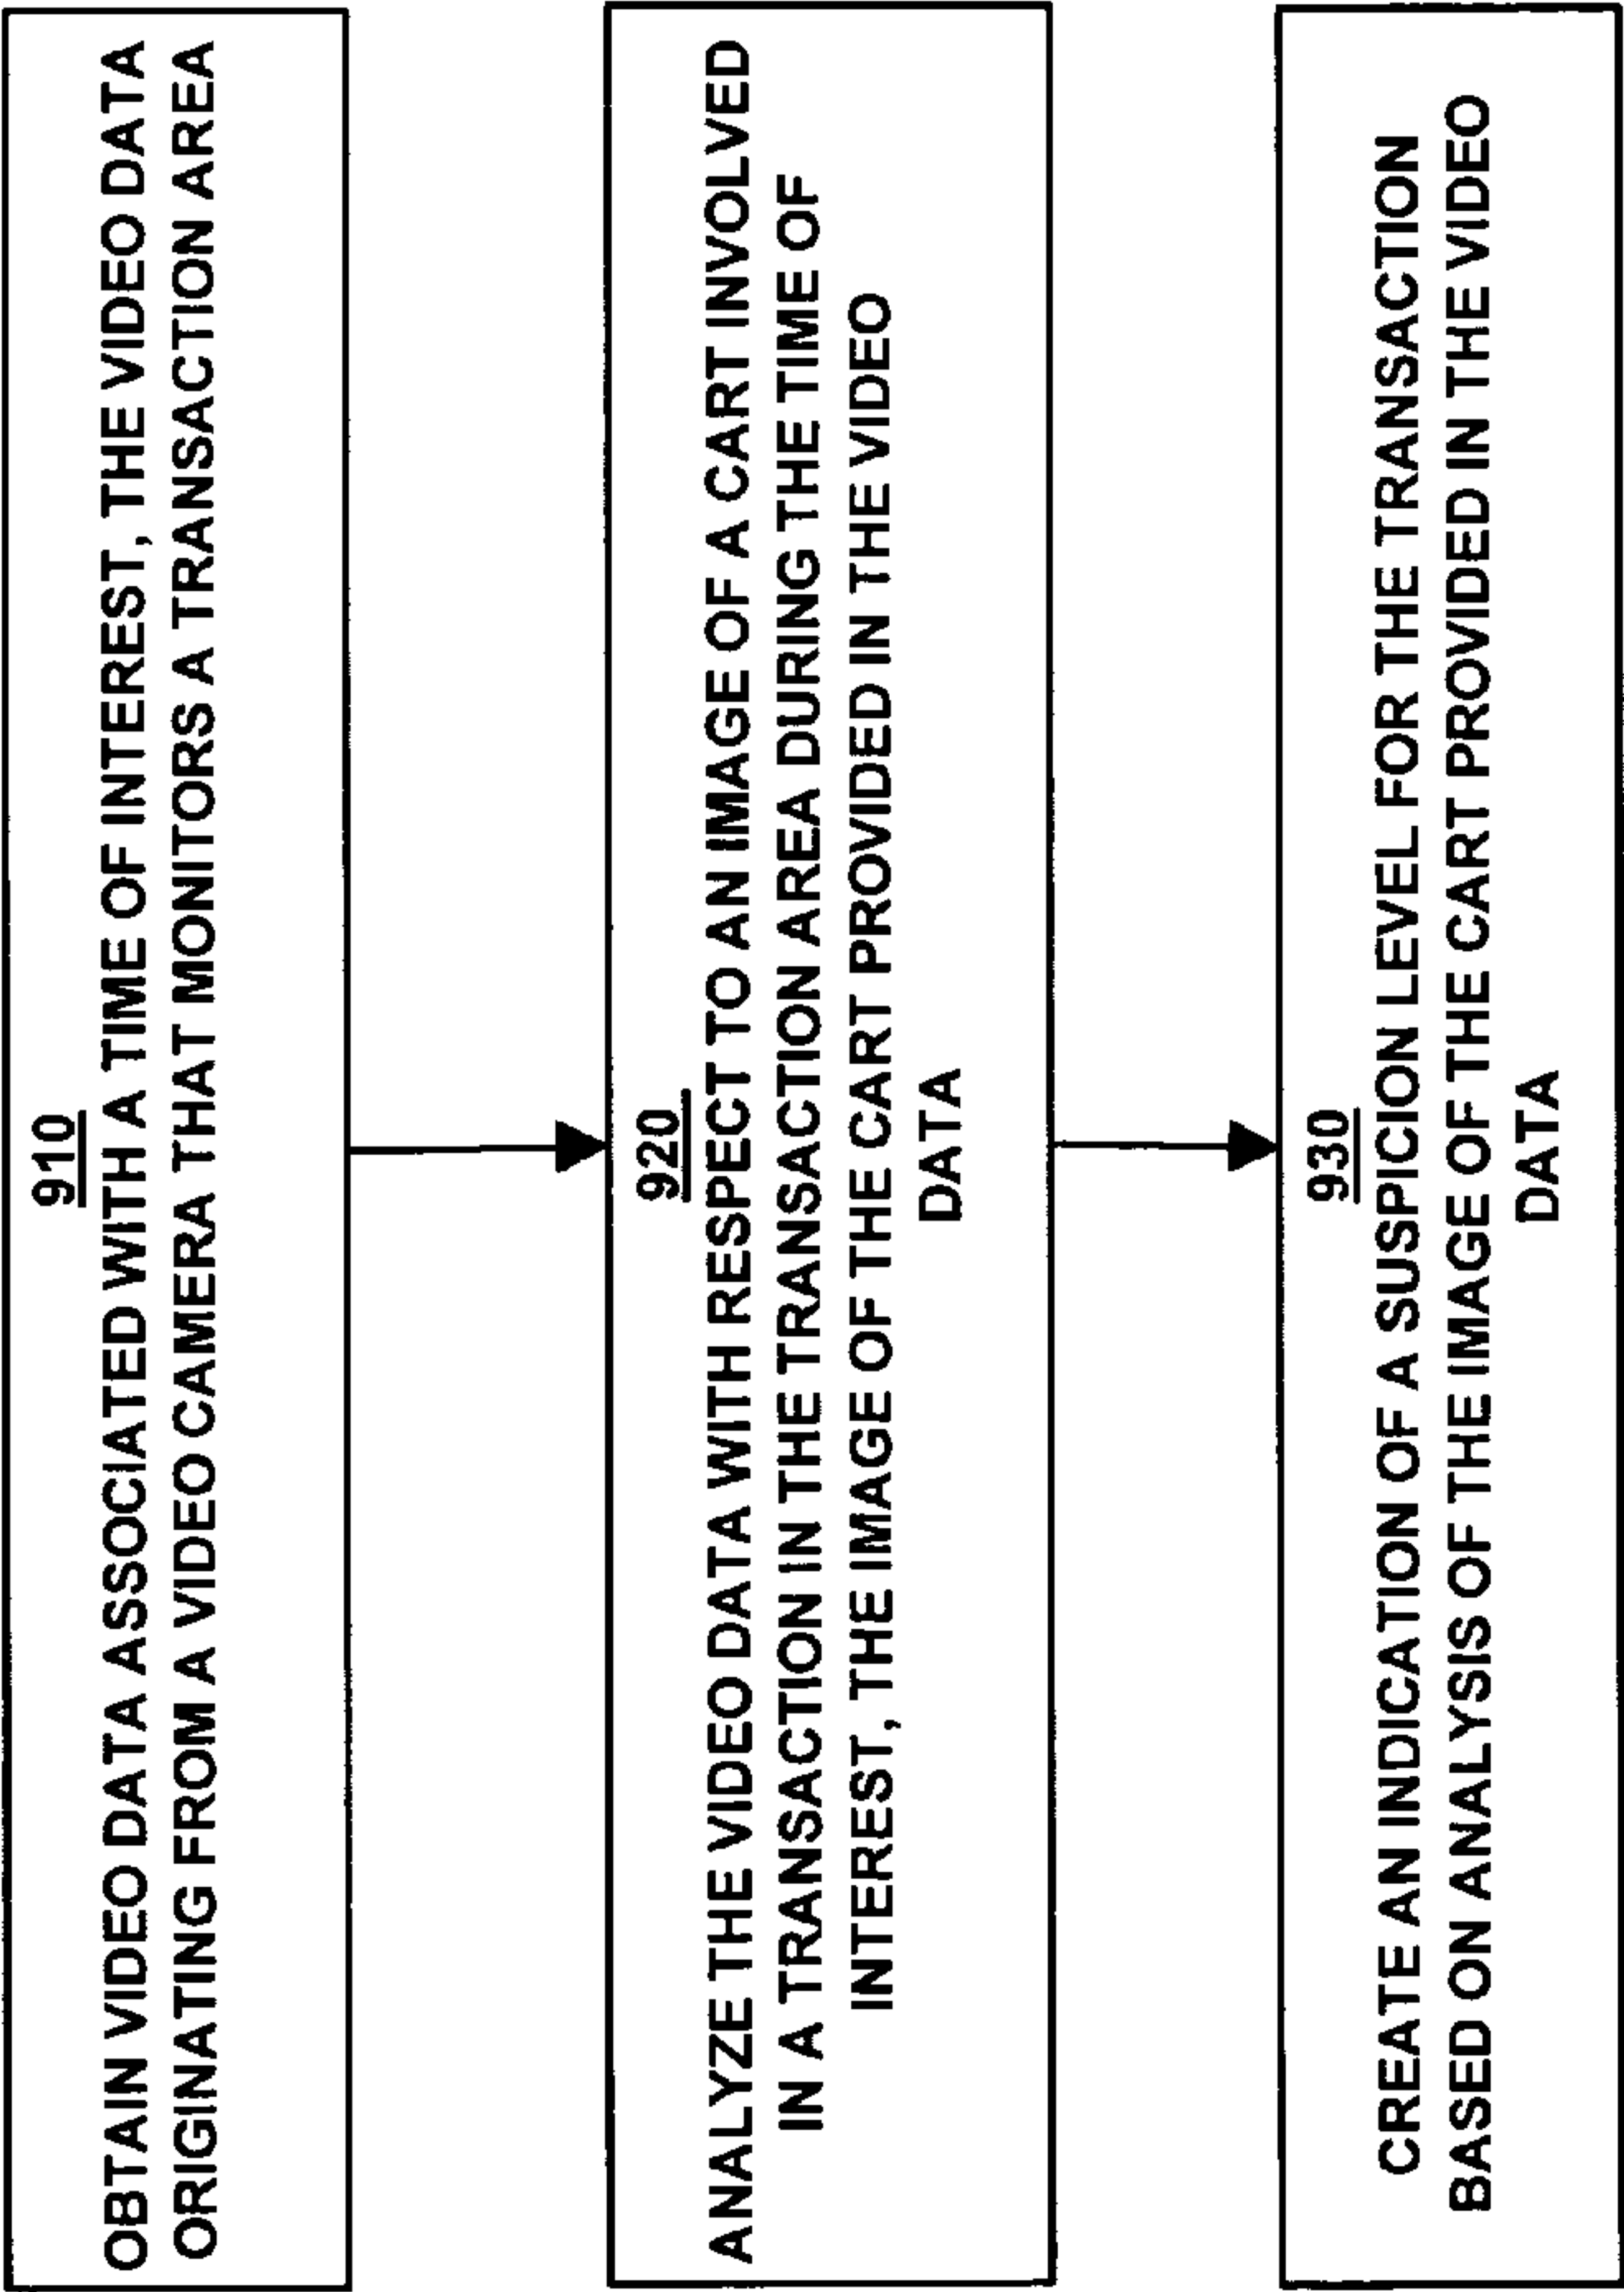 910
OBTAIN VIDEO DATA ASSOCIATED WITH A TIME OF INTEREST, THE VIDEO DATA
ORIGINATING FROM A VIDEO CAMERA THAT MONITORS A TRANSACTION AREA
920
ANALYZE THE VIDEO DATA WITH RESPECT TO AN IMAGE OF A CART INVOLVED
IN A TRANSACTION IN THE TRANSACTION AREA DURING THE TIME OF
INTEREST, THE IMAGE OF THE CART PROVIDED IN THE VIDEO
DATA
930
CREATE AN INDICATION OF A SUSPICION LEVEL FOR THE TRANSACTION
BASED ON ANALYSIS OF THE IMAGE OF THE CART PROVIDED IN THE VIDEO
DATA